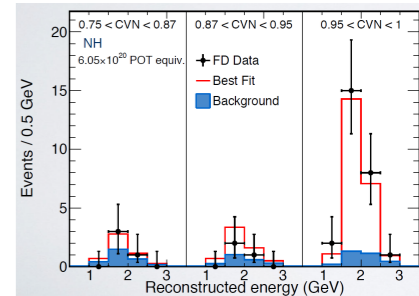 0.75 < CVN < 0.87
0.87 < CVN < 0.95
0.95 < CVN < 1
NH
6.05×10²⁰ POT equiv.
FD Data
Best Fit
Background
Events / 0.5 GeV
20
15
10
5
0
1 2 3 1 2 3 1 2 3
Reconstructed energy (GeV)